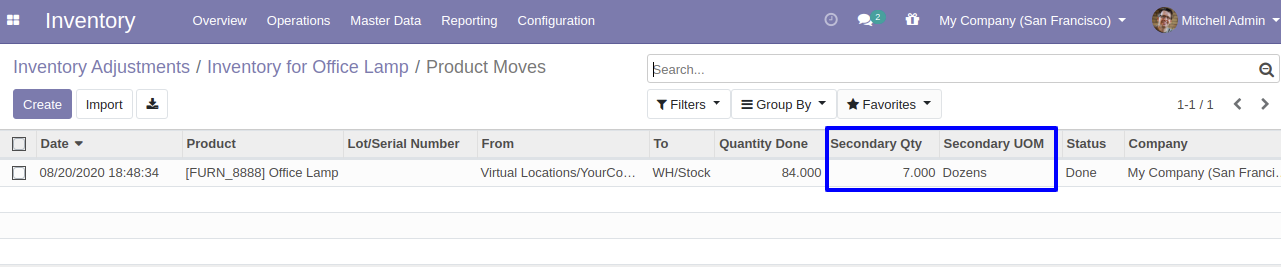 Inventory Overview Operations Master Data Reporting Configuration 2 My Company (San Francisco) Mitchell Admin
Inventory Adjustments / Inventory for Office Lamp / Product Moves Search...
Create Import Filters Group By Favorites 1-1 / 1
Date Product Lot/Serial Number From To Quantity Done Secondary Qty Secondary UOM Status Company
08/20/2020 18:48:34 [FURN_8888] Office Lamp Virtual Locations/YourCo… WH/Stock 84.000 7.000 Dozens Done My Company (San Franci…